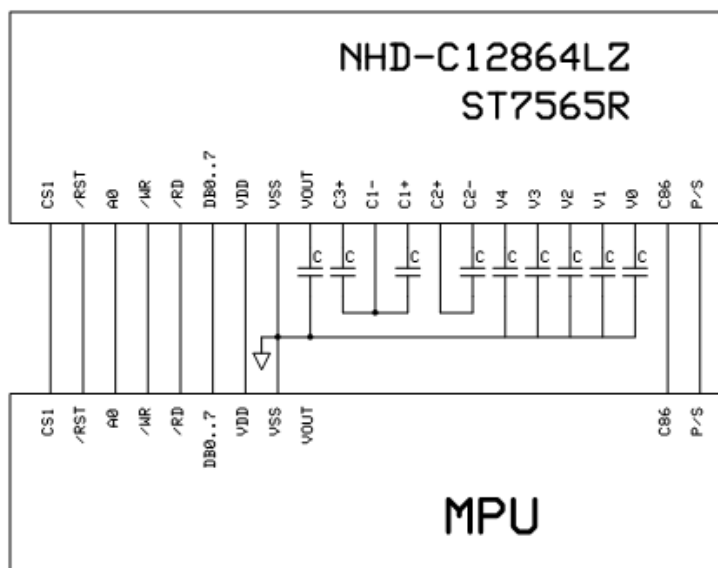 NHD-C12864LZ
ST7565R
CS1 /RST A0 /WR /RD DB0..7 VDD VSS VOUT C3+ C1- C1+ C2+ C2- V4 V3 V2 V1 V0 C86 P/S
C C C C C C C C C
CS1 /RST A0 /WR /RD DB0..7 VDD VSS VOUT C86 P/S
MPU